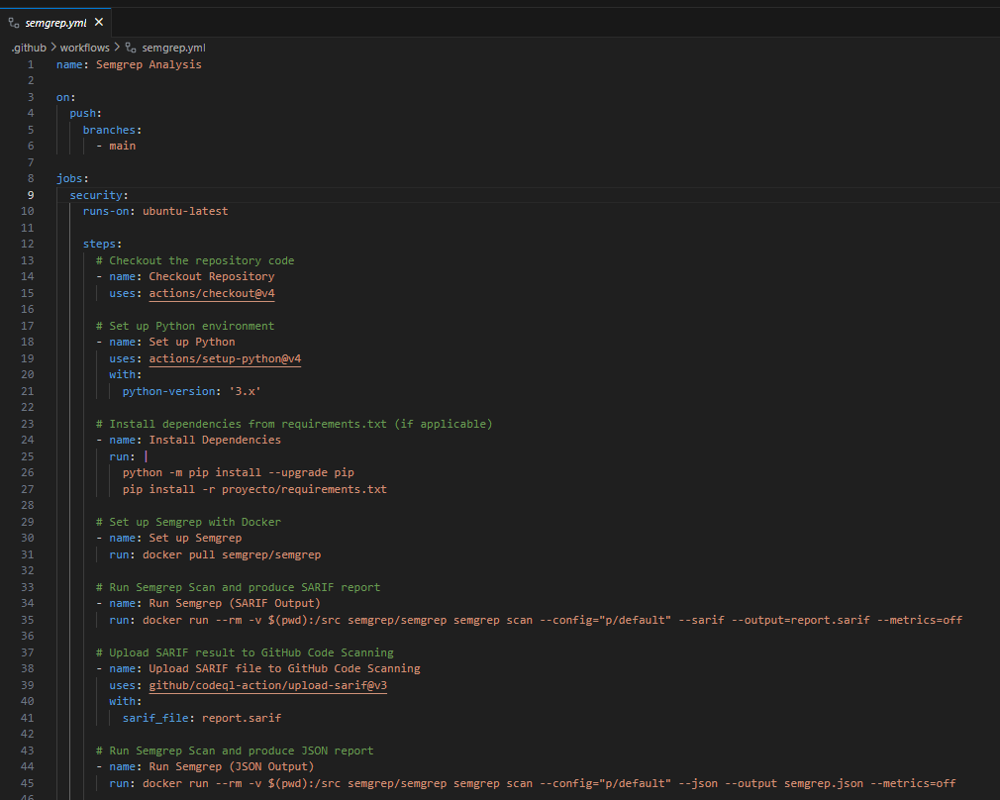 semgrep.yml ×
.github > workflows > semgrep.yml
1 name: Semgrep Analysis
2
3 on:
4 push:
5 branches:
6 - main
7
8 jobs:
9 security:
10 runs-on: ubuntu-latest
11
12 steps:
13 # Checkout the repository code
14 - name: Checkout Repository
15 uses: actions/checkout@v4
16
17 # Set up Python environment
18 - name: Set up Python
19 uses: actions/setup-python@v4
20 with:
21 python-version: '3.x'
22
23 # Install dependencies from requirements.txt (if applicable)
24 - name: Install Dependencies
25 run: |
26 python -m pip install --upgrade pip
27 pip install -r proyecto/requirements.txt
28
29 # Set up Semgrep with Docker
30 - name: Set up Semgrep
31 run: docker pull semgrep/semgrep
32
33 # Run Semgrep Scan and produce SARIF report
34 - name: Run Semgrep (SARIF Output)
35 run: docker run --rm -v $(pwd):/src semgrep/semgrep semgrep scan --config="p/default" --sarif --output=report.sarif --metrics=off
36
37 # Upload SARIF result to GitHub Code Scanning
38 - name: Upload SARIF file to GitHub Code Scanning
39 uses: github/codeql-action/upload-sarif@v3
40 with:
41 sarif_file: report.sarif
42
43 # Run Semgrep Scan and produce JSON report
44 - name: Run Semgrep (JSON Output)
45 run: docker run --rm -v $(pwd):/src semgrep/semgrep semgrep scan --config="p/default" --json --output semgrep.json --metrics=off
46